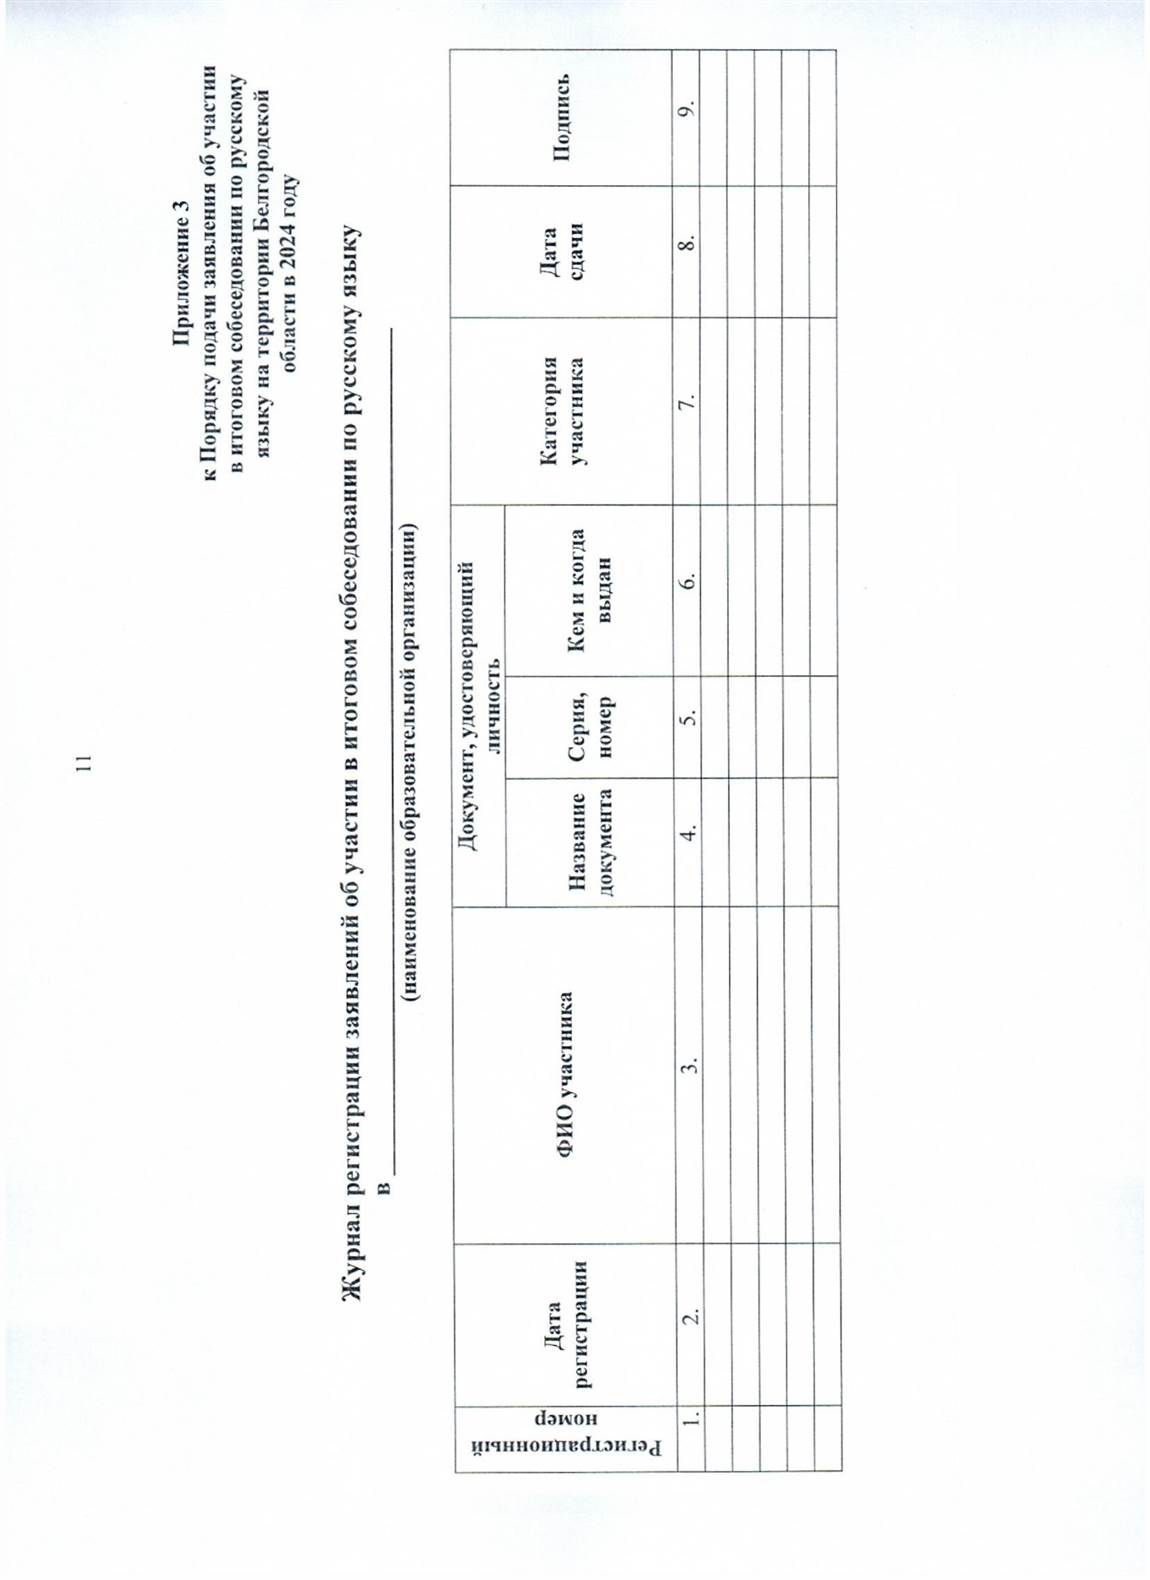 11
Приложение 3
к Порядку подачи заявления об участии
в итоговом собеседовании по русскому
языку на территории Белгородской
области в 2024 году
Журнал регистрации заявлений об участии в итоговом собеседовании по русскому языку
в
(наименование образовательной организации)
Регистрационный
номер
Дата
регистрации
ФИО участника
Документ, удостоверяющий
личность
Название
документа
Серия,
номер
Кем и когда
выдан
Категория
участника
Дата
сдачи
Подпись
1. 2. 3. 4. 5. 6. 7. 8. 9.